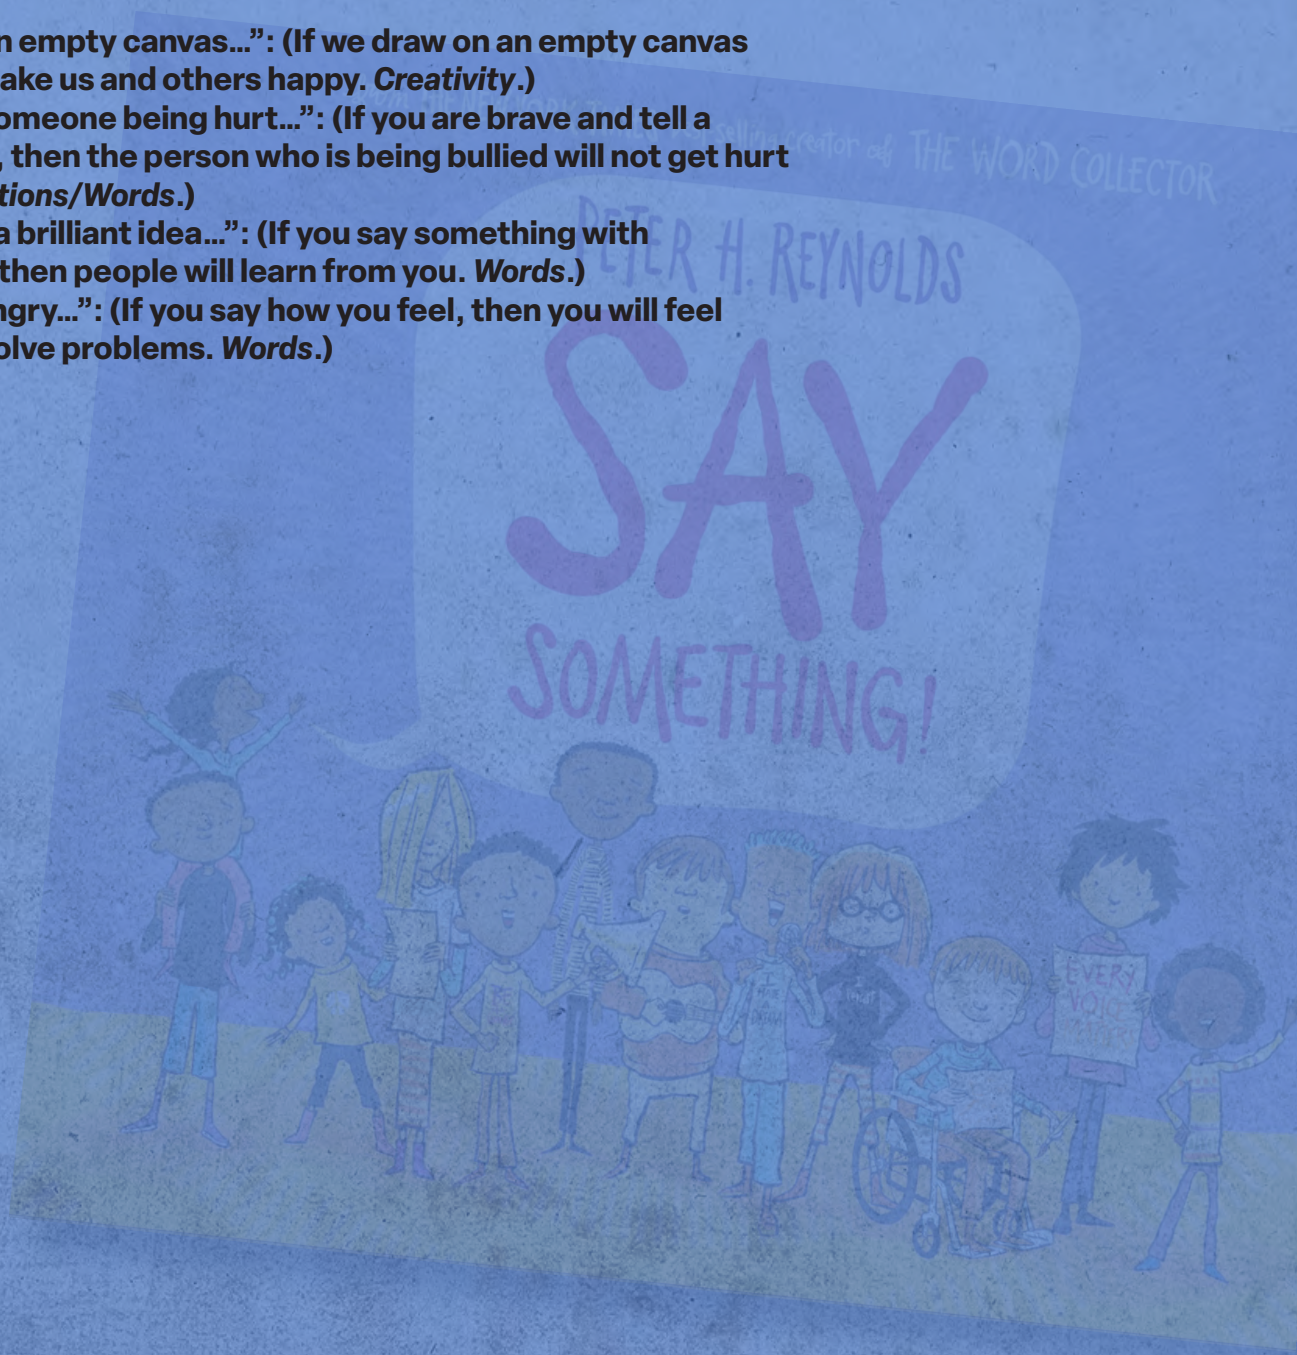 n empty canvas...”: (If we draw on an empty canvas
ake us and others happy. Creativity.)
omeone being hurt...”: (If you are brave and tell a
, then the person who is being bullied will not get hurt
tions/Words.)
a brilliant idea...”: (If you say something with
then people will learn from you. Words.)
ngry...”: (If you say how you feel, then you will feel
olve problems. Words.)
creator of THE WORD COLLECTOR
PETER H. REYNOLDS
SAY
SOMETHING!
EVERY